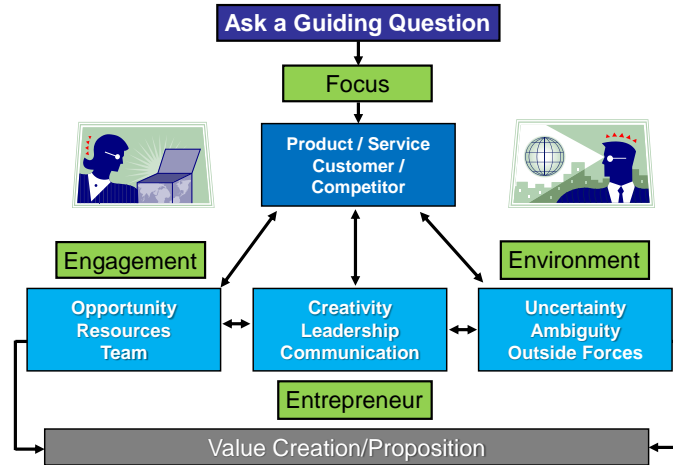 Ask a Guiding Question
Focus
Product / Service
Customer /
Competitor
Engagement
Environment
Opportunity
Resources
Team
Creativity
Leadership
Communication
Uncertainty
Ambiguity
Outside Forces
Entrepreneur
Value Creation/Proposition